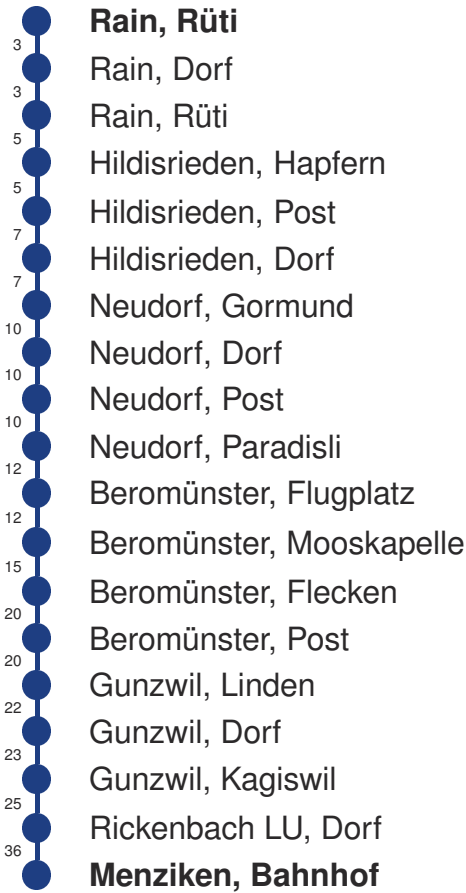 Rain, Rüti
3
Rain, Dorf
3
Rain, Rüti
5
Hildisrieden, Hapfern
5
Hildisrieden, Post
7
Hildisrieden, Dorf
7
Neudorf, Gormund
10
Neudorf, Dorf
10
Neudorf, Post
10
Neudorf, Paradisli
12
Beromünster, Flugplatz
12
Beromünster, Mooskapelle
15
Beromünster, Flecken
20
Beromünster, Post
20
Gunzwil, Linden
22
Gunzwil, Dorf
23
Gunzwil, Kagiswil
25
Rickenbach LU, Dorf
36
Menziken, Bahnhof